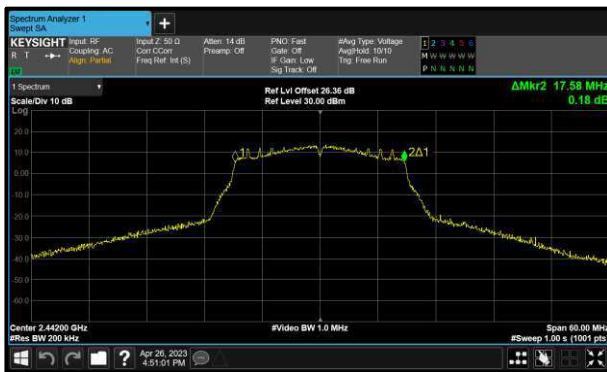 Spectrum Analyzer 1
Swept SA
+
KEYSIGHT
R T
Input: RF
Coupling: AC
Align: Partial
Input Z: 50 Ω
Corr CCorr
Freq Ref: Int (S)
Atten: 14 dB
Preamp: Off
PNO: Fast
Gate: Off
IF Gain: Low
Sig Track: Off
#Avg Type: Voltage
Avg|Hold: 10/10
Trig: Free Run
1 2 3 4 5 6
M W W W W W
P N N N N N
1 Spectrum
Scale/Div 10 dB
Ref Lvl Offset 26.36 dB
Ref Level 30.00 dBm
ΔMkr2 17.58 MHz
0.18 dB
Log
20.0
10.0
0.00
-10.0
-20.0
-30.0
-40.0
-50.0
-60.0
1
2Δ1
Center 2.44200 GHz
#Res BW 200 kHz
#Video BW 1.0 MHz
Span 60.00 MHz
#Sweep 1.00 s (1001 pts)
?
Apr 26, 2023
4:51:01 PM